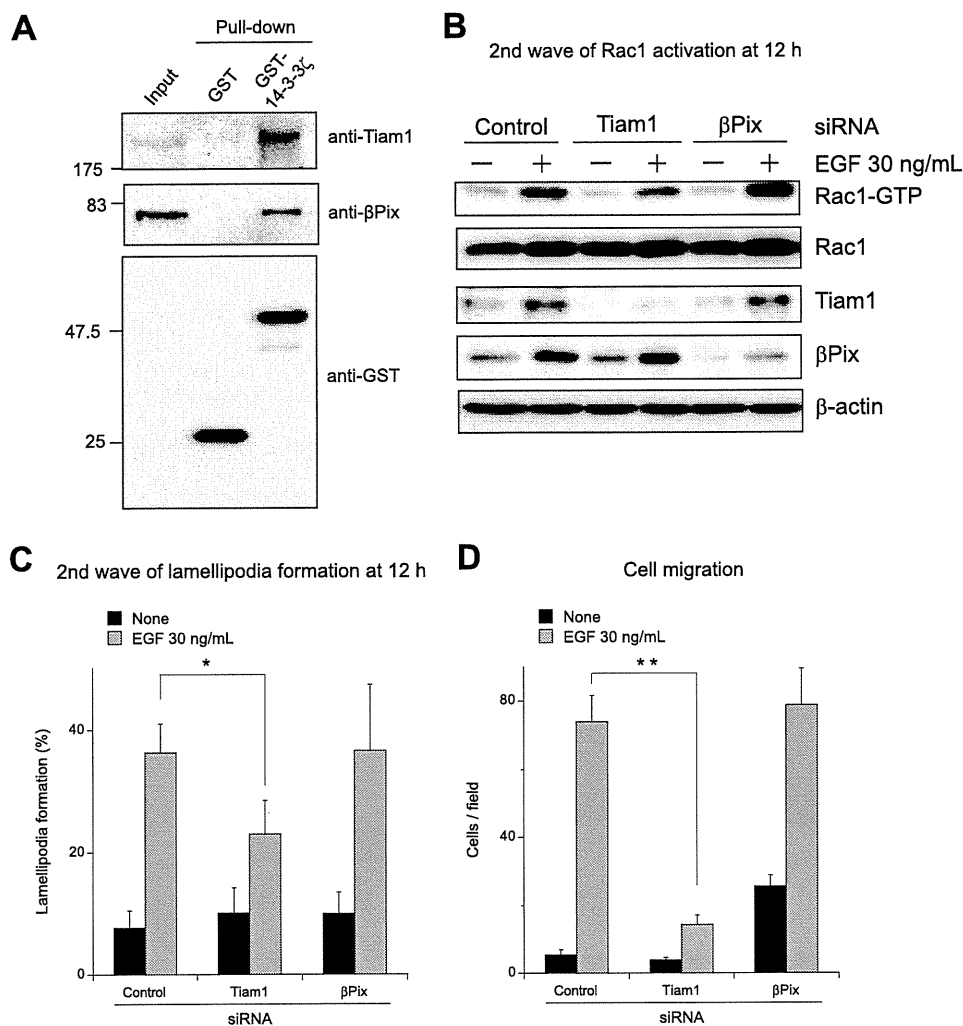 A
Pull-down
Input
GST
GST-
14-3-3ζ
anti-Tiam1
175
83
anti-βPix
47.5
anti-GST
25
B
2nd wave of Rac1 activation at 12 h
Control Tiam1 βPix siRNA
— + — + — + EGF 30 ng/mL
Rac1-GTP
Rac1
Tiam1
βPix
β-actin
C
2nd wave of lamellipodia formation at 12 h
None
EGF 30 ng/mL
*
Lamellipodia formation (%)
40
20
0
Control Tiam1 βPix
siRNA
D
Cell migration
None
EGF 30 ng/mL
**
Cells / field
80
40
0
Control Tiam1 βPix
siRNA